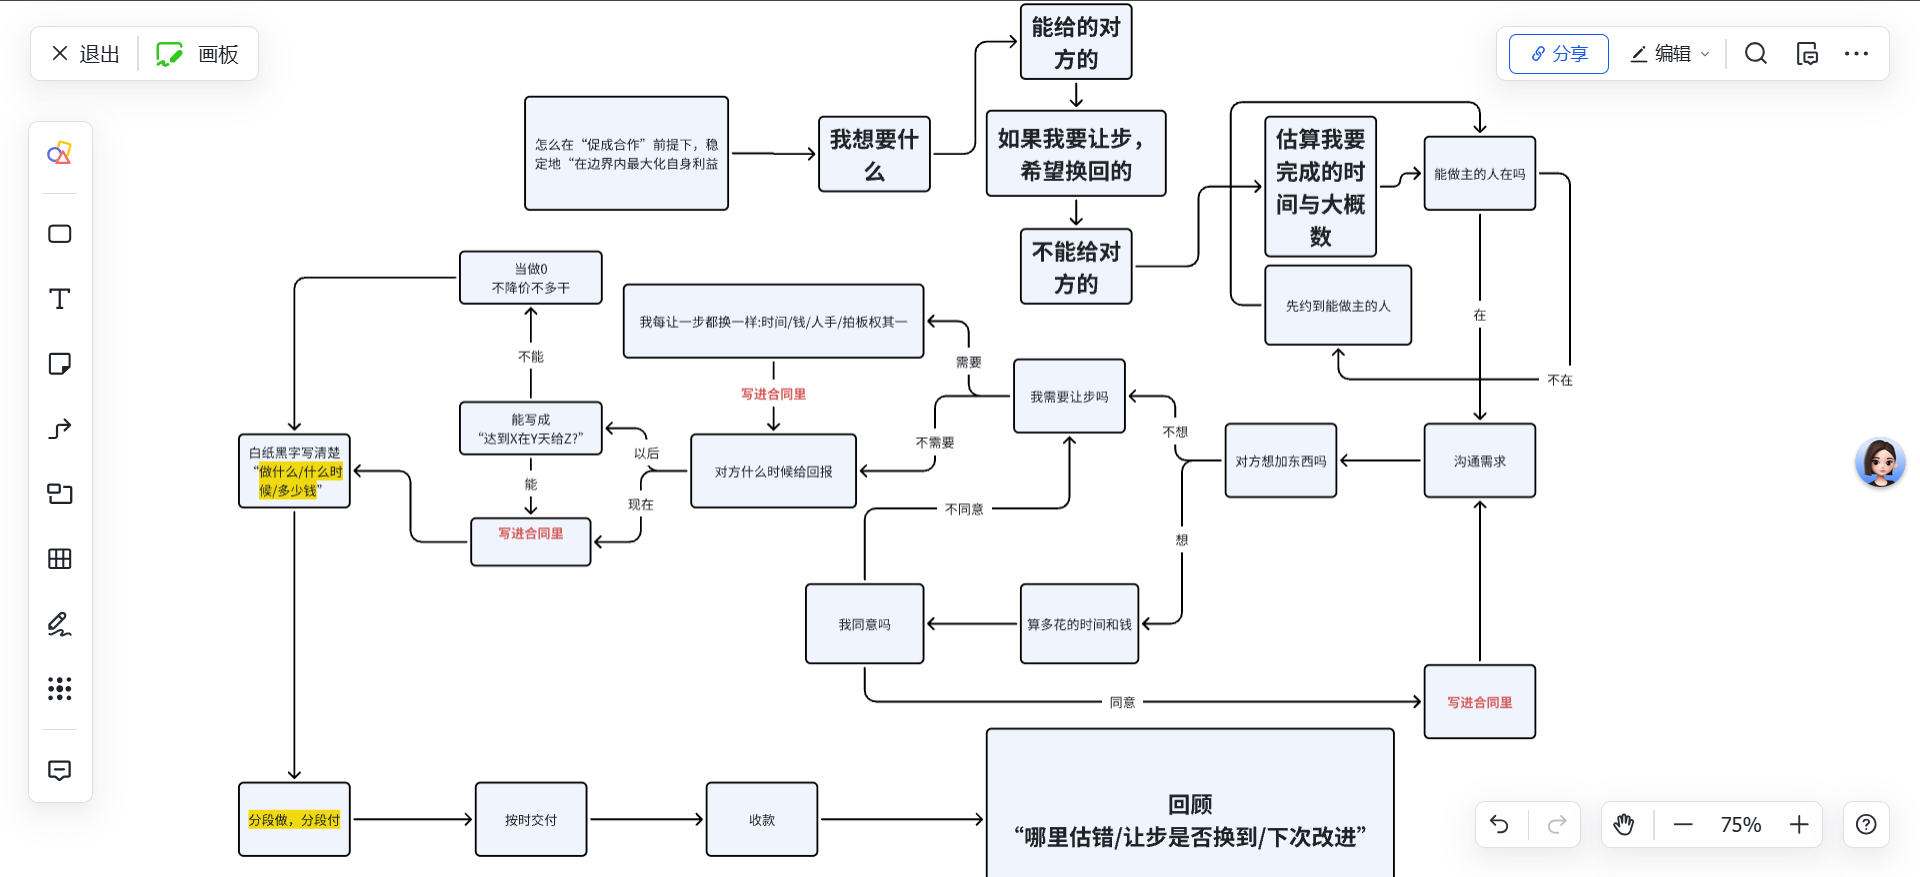 退出
画板
分享
编辑
能给的对
方的
怎么在“促成合作”前提下，稳
定地“在边界内最大化自身利益
我想要什
么
如果我要让步，
希望换回的
估算我要
完成的时
间与大概
数
能做主的人在吗
不能给对
方的
先约到能做主的人
在
不在
当做0
不降价不多干
我每让一步都换一样:时间/钱/人手/拍板权其一
不能
需要
写进合同里
我需要让步吗
能写成
“达到X在Y天给Z?”
不需要
不想
以后
白纸黑字写清楚
“做什么/什么时
候/多少钱”
对方什么时候给回报
对方想加东西吗
沟通需求
能
现在
不同意
写进合同里
想
我同意吗
算多花的时间和钱
同意
写进合同里
分段做，分段付
按时交付
收款
回顾
“哪里估错/让步是否换到/下次改进”
75%